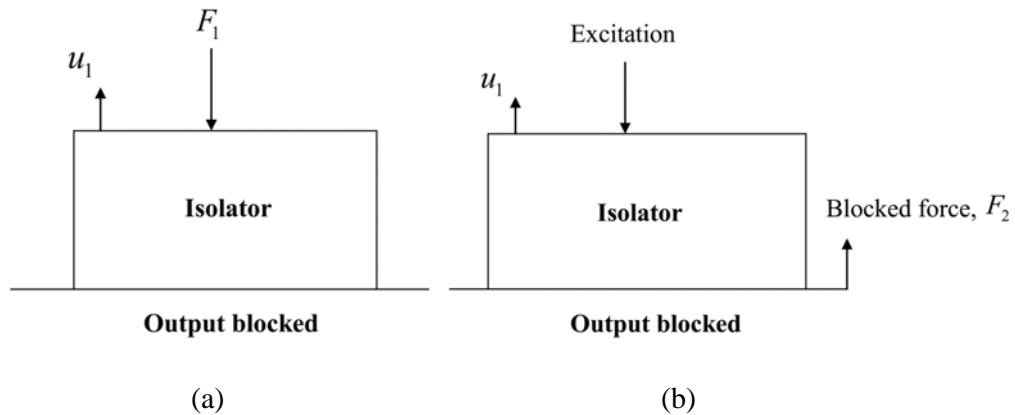 F₁
u₁
Isolator
Output blocked
(a)
Excitation
u₁
Isolator
Blocked force, F₂
Output blocked
(b)